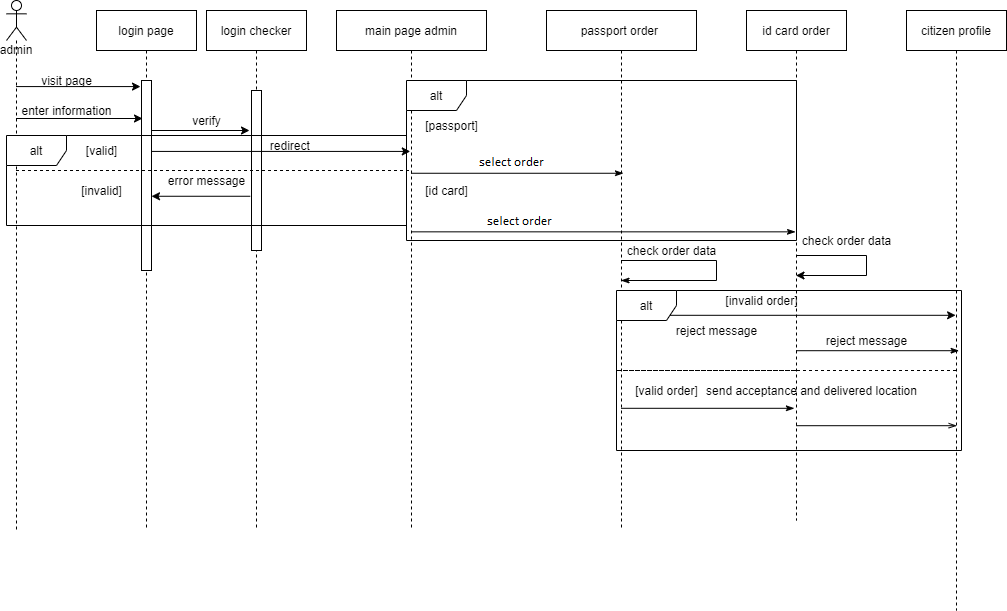 admin
login page
login checker
main page admin
passport order
id card order
citizen profile
visit page
enter information
verify
alt
[valid]
redirect
[invalid]
error message
alt
[passport]
select order
[id card]
select order
check order data
check order data
alt
[invalid order]
reject message
reject message
[valid order] send acceptance and delivered location